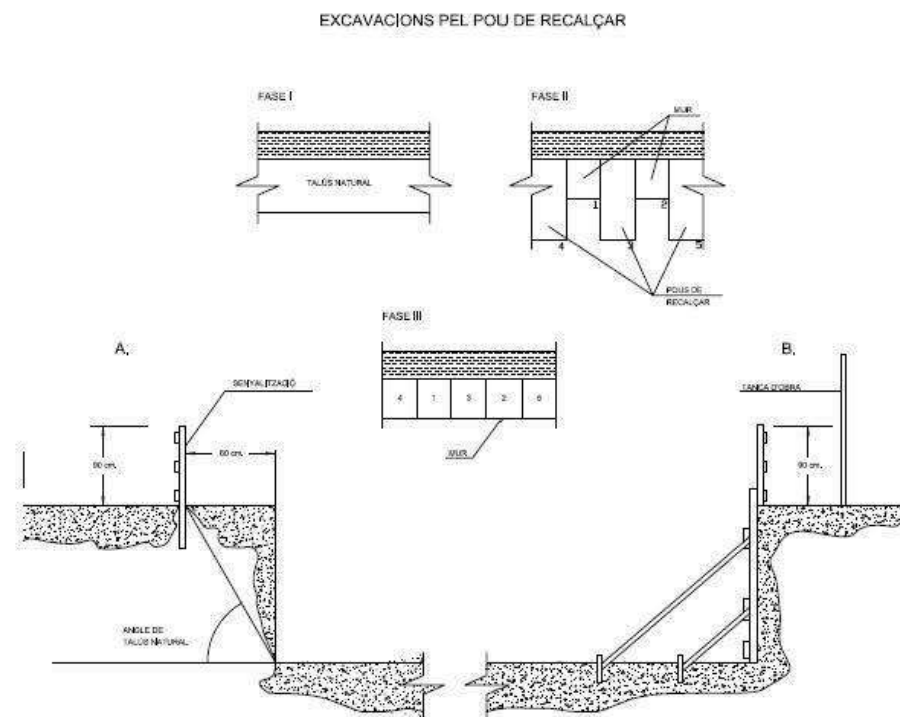 EXCAVACIONS PEL POU DE RECALÇAR
FASE I
FASE II
MUR
TALÚS NATURAL
1
2
4
3
5
POUS DE
RECALÇAR
FASE III
A.
B.
SENYALITZACIÓ
TANCA D'OBRA
4 1 3 2 5
MUR
90 cm.
60 cm.
90 cm.
ANGLE DE
TALÚS NATURAL